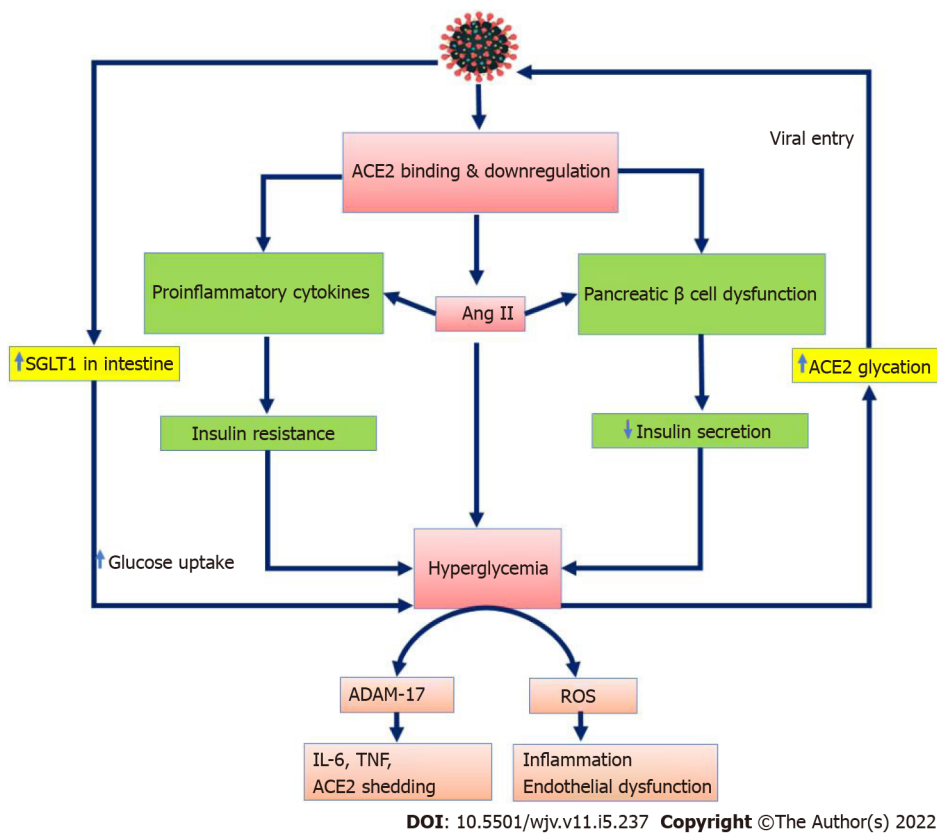 Viral entry
ACE2 binding & downregulation
Proinflammatory cytokines
Ang II
Pancreatic β cell dysfunction
↑SGLT1 in intestine
↑ACE2 glycation
Insulin resistance
↓ Insulin secretion
↑ Glucose uptake
Hyperglycemia
ADAM-17
ROS
IL-6, TNF,
ACE2 shedding
Inflammation
Endothelial dysfunction
DOI: 10.5501/wjv.v11.i5.237 Copyright ©The Author(s) 2022